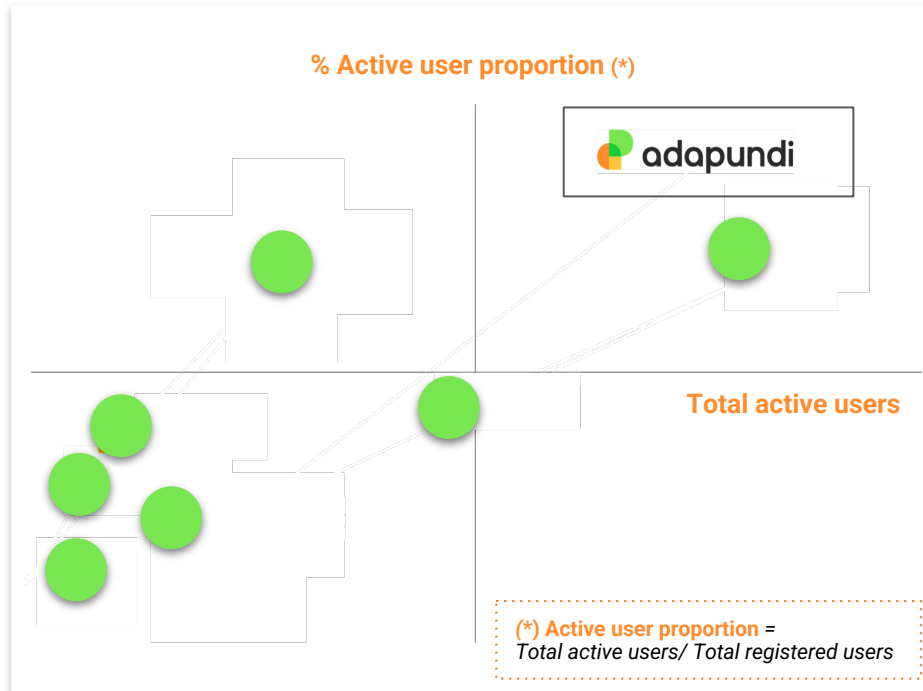 % Active user proportion (*)
adapundi
Total active users
(*) Active user proportion =
Total active users/ Total registered users